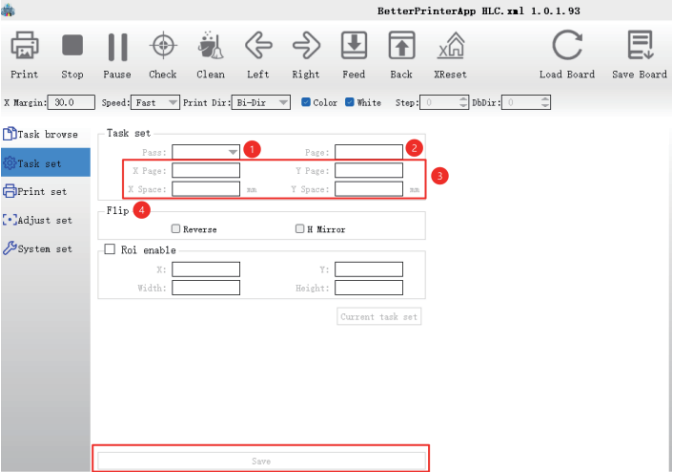 BetterPrinterApp HLC.xml 1.0.1.93
Print Stop Pause Check Clean Left Right Feed Back XReset Load Board Save Board
X Margin: 30.0 Speed: Fast Print Dir: Bi-Dir Color White Step: 0 DbDir: 0
Task browse
Task set
Print set
Adjust set
System set
Task set
Pass: 1 Page: 2
X Page: Y Page: 3
X Space: mm Y Space: mm
Flip 4
Reverse H Mirror
Roi enable
X: Y:
Width: Height:
Current task set
Save